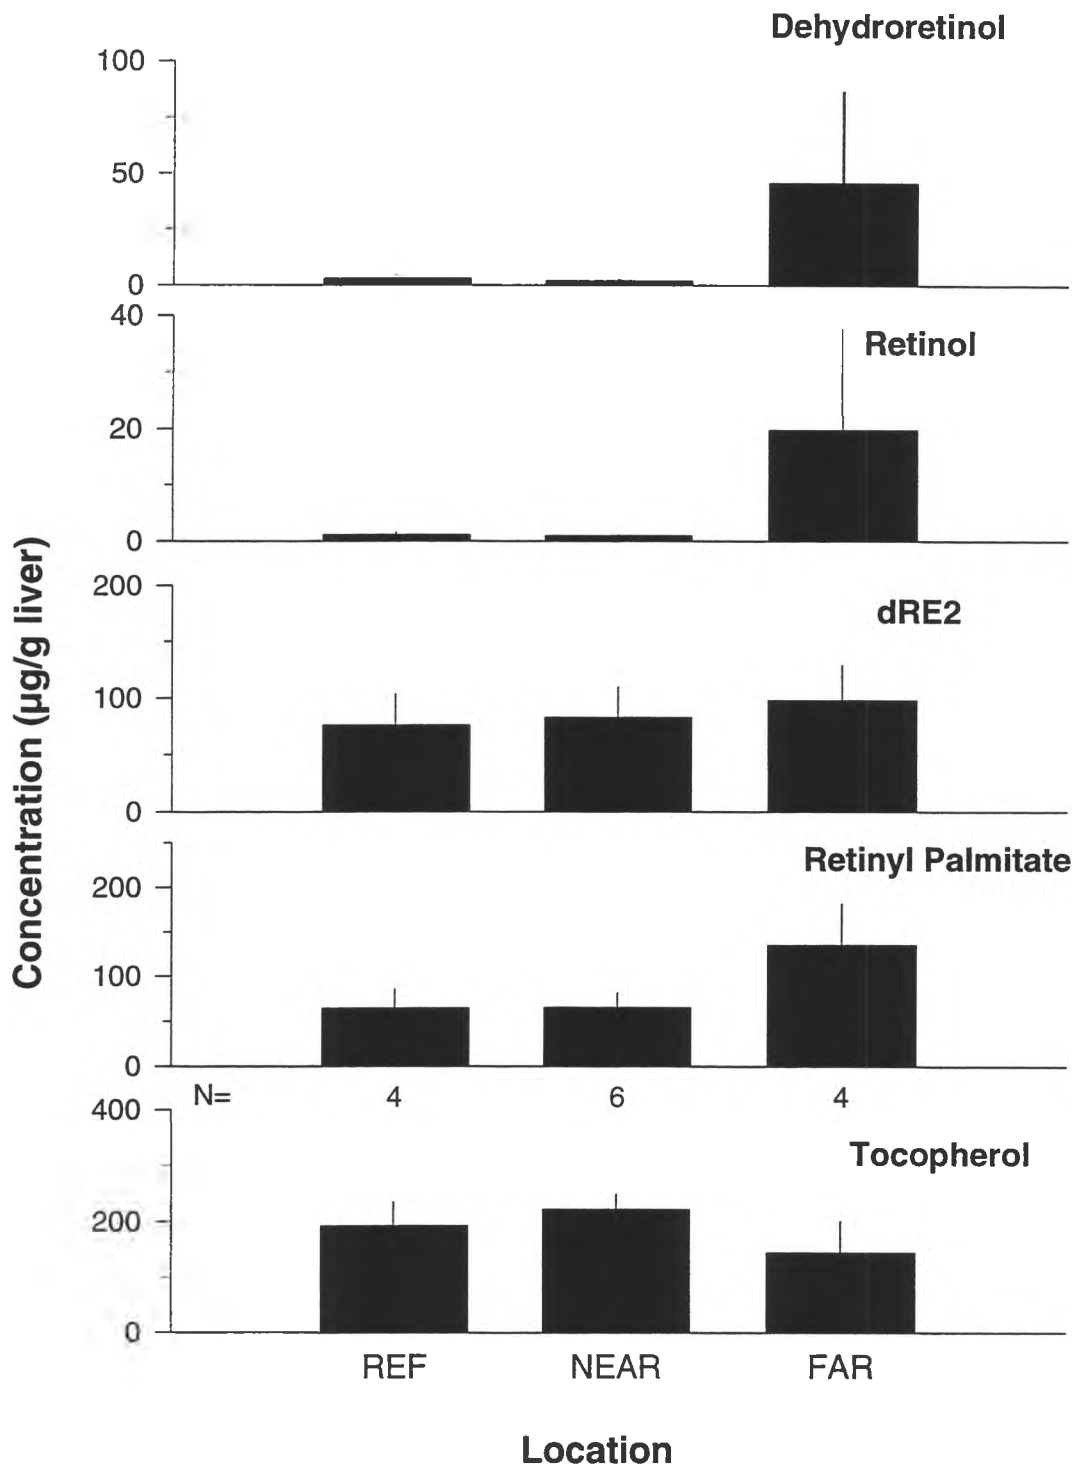 Dehydroretinol
100
50
0
40
Retinol
20
0
200
dRE2
100
0
Retinyl Palmitate
200
100
0
N= 4 6 4
400
Tocopherol
200
0
REF NEAR FAR
Location
Concentration (µg/g liver)